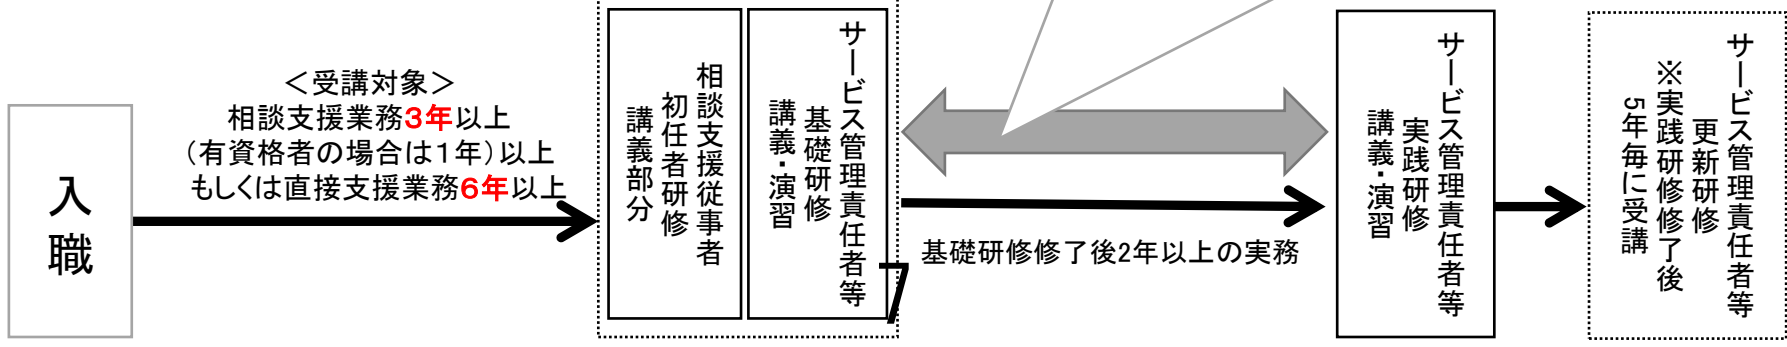 入
職
＜受講対象＞
相談支援業務3年以上
（有資格者の場合は1年）以上
もしくは直接支援業務6年以上
相談支援従事者
初任者研修
講義部分
サービス管理責任者等
基礎研修
講義・演習
7
基礎研修修了後2年以上の実務
サービス管理責任者等
実践研修
講義・演習
サービス管理責任者等
更新研修
※実践研修修了後
5年毎に受講